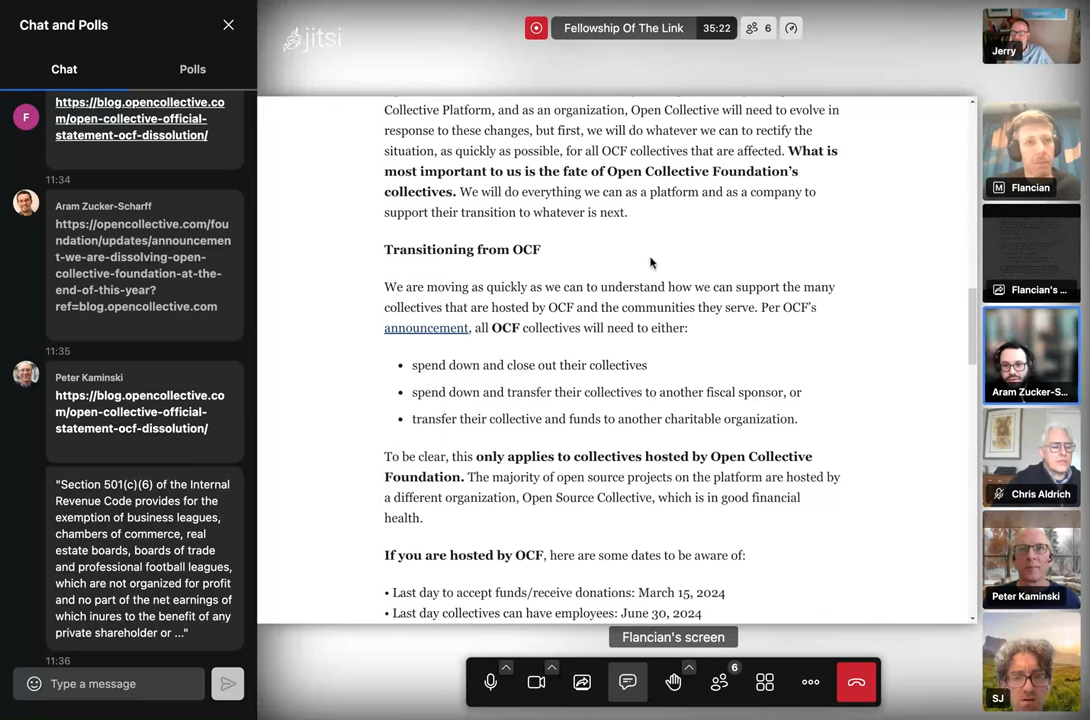 Chat and Polls
Chat
Polls
F
https://blog.opencollective.co
m/open-collective-official-
statement-ocf-dissolution/
11:34
Aram Zucker-Scharff
https://opencollective.com/fou
ndation/updates/announcemen
t-we-are-dissolving-open-
collective-foundation-at-the-
end-of-this-year?
ref=blog.opencollective.com
11:35
Peter Kaminski
https://blog.opencollective.co
m/open-collective-official-
statement-ocf-dissolution/
"Section 501(c)(6) of the Internal
Revenue Code provides for the
exemption of business leagues,
chambers of commerce, real
estate boards, boards of trade
and professional football leagues,
which are not organized for profit
and no part of the net earnings of
which inures to the benefit of any
private shareholder or ..."
11:36
Type a message
jitsi
Fellowship Of The Link
35:22
6
Collective Platform, and as an organization, Open Collective will need to evolve in
response to these changes, but first, we will do whatever we can to rectify the
situation, as quickly as possible, for all OCF collectives that are affected. What is
most important to us is the fate of Open Collective Foundation's
collectives. We will do everything we can as a platform and as a company to
support their transition to whatever is next.
Transitioning from OCF
We are moving as quickly as we can to understand how we can support the many
collectives that are hosted by OCF and the communities they serve. Per OCF's
announcement, all OCF collectives will need to either:
• spend down and close out their collectives
• spend down and transfer their collectives to another fiscal sponsor, or
• transfer their collective and funds to another charitable organization.
To be clear, this only applies to collectives hosted by Open Collective
Foundation. The majority of open source projects on the platform are hosted by
a different organization, Open Source Collective, which is in good financial
health.
If you are hosted by OCF, here are some dates to be aware of:
• Last day to accept funds/receive donations: March 15, 2024
• Last day collectives can have employees: June 30, 2024
Flancian's screen
6
Jerry
M Flancian
Flancian's ...
Aram Zucker-S...
Chris Aldrich
Peter Kaminski
SJ